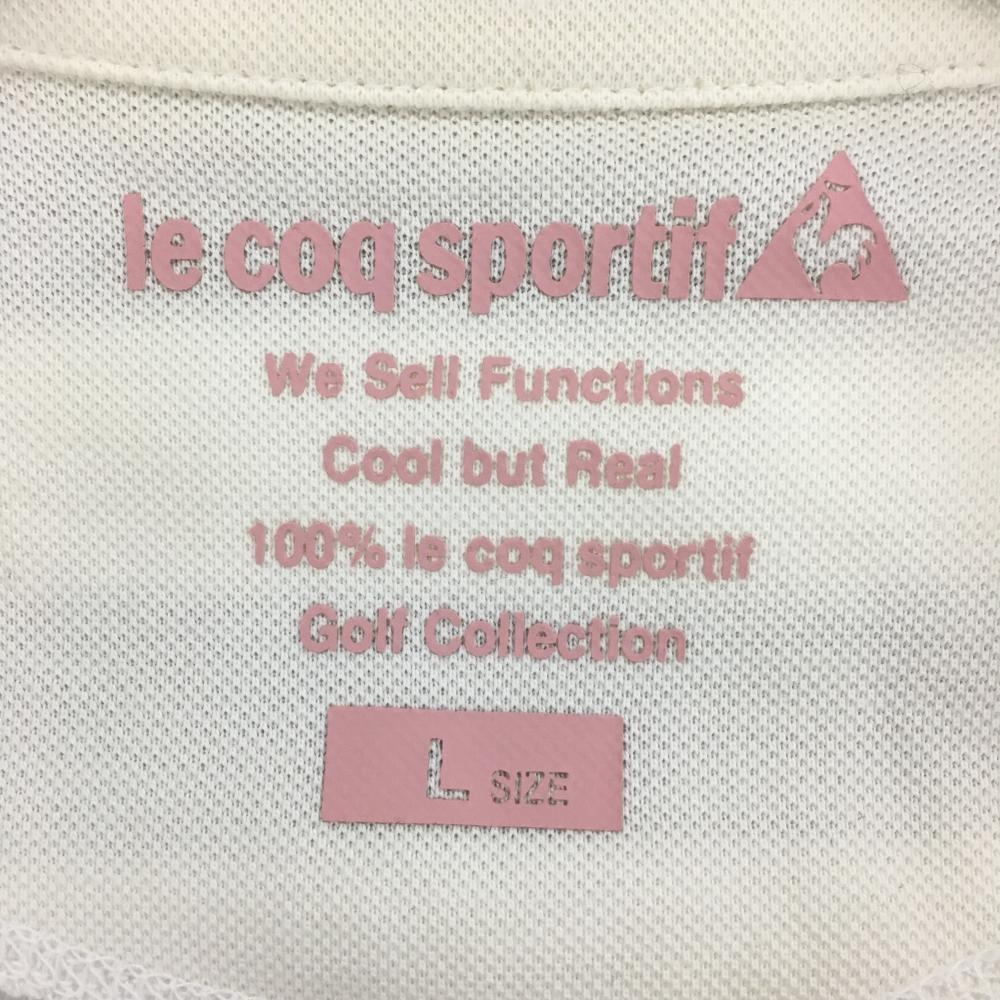 le coq sportif
We Sell Functions
Cool but Real
100% le coq sportif
Golf Collection
L SIZE